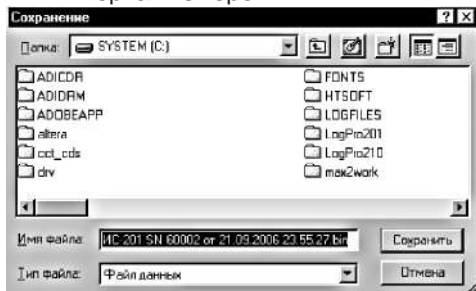 Сохранение
Папка: SYSTEM (C:)
ADICDR
ADIDRM
ADOBEAPP
altera
cct_cds
drv
FONTS
HTSOFT
LOGFILES
LogPro201
LogPro210
max2work
Имя файла: ИС-201 SN 60002 от 21.09.2006 23.55.27.bin
Сохранить
Тип файла: Файл данных
Отмена